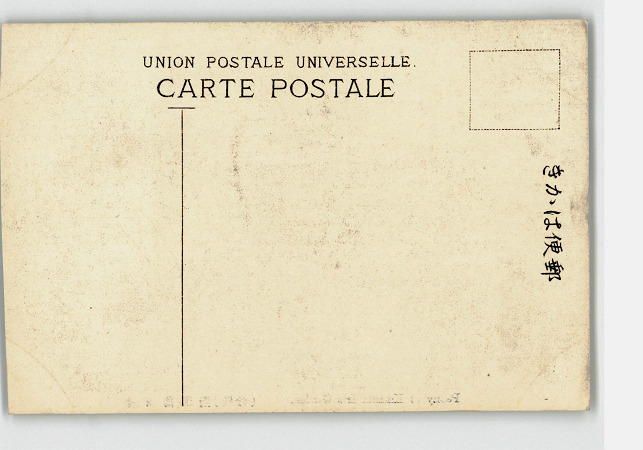 UNION POSTALE UNIVERSELLE.
CARTE POSTALE
きかは便郵